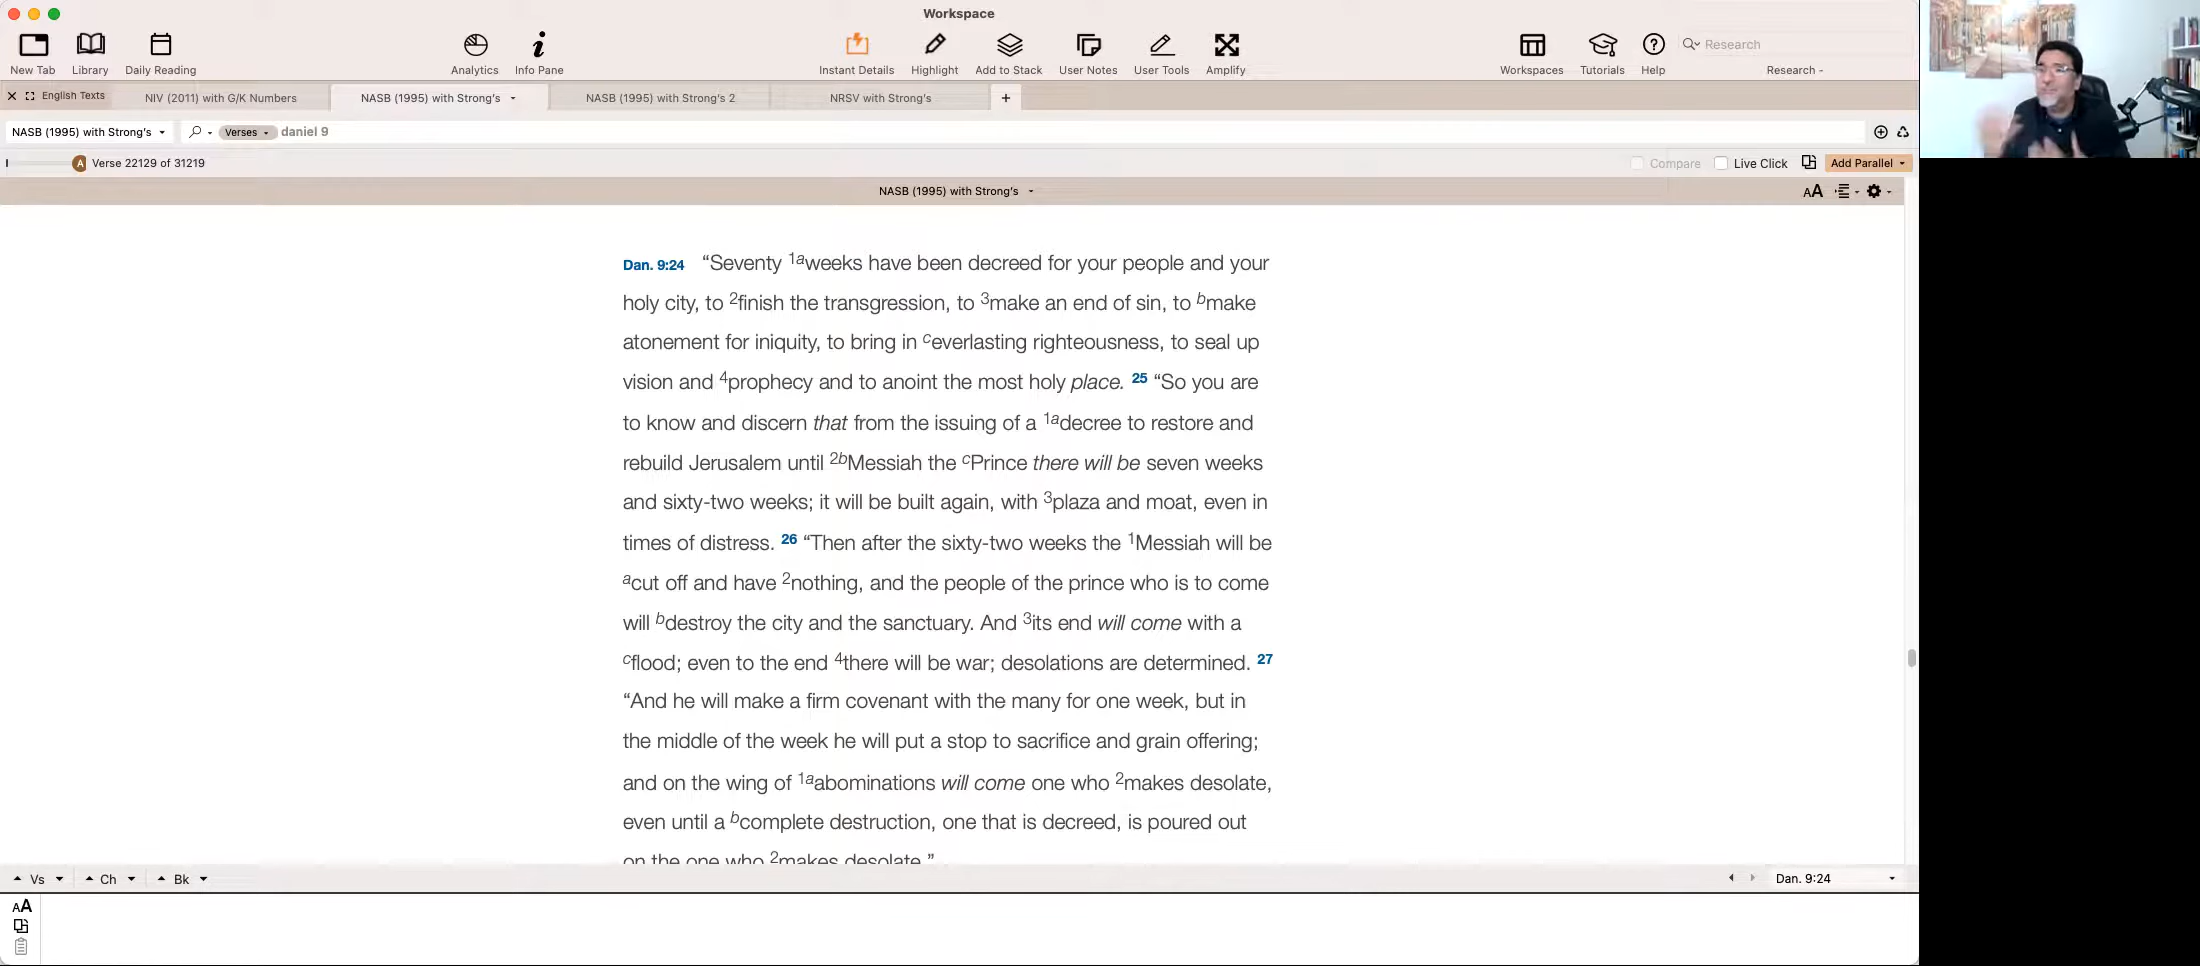 Workspace
New Tab Library Daily Reading Analytics Info Pane Instant Details Highlight Add to Stack User Notes User Tools Amplify Workspaces Tutorials Help Research Research
English Texts NIV (2011) with G/K Numbers NASB (1995) with Strong's NASB (1995) with Strong's 2 NRSV with Strong's +
NASB (1995) with Strong's Verses daniel 9
A Verse 22129 of 31219 Compare Live Click Add Parallel
NASB (1995) with Strong's AA
Dan. 9:24 “Seventy 1aweeks have been decreed for your people and your
holy city, to 2finish the transgression, to 3make an end of sin, to bmake
atonement for iniquity, to bring in ceverlasting righteousness, to seal up
vision and 4prophecy and to anoint the most holy place. 25 “So you are
to know and discern that from the issuing of a 1adecree to restore and
rebuild Jerusalem until 2bMessiah the cPrince there will be seven weeks
and sixty-two weeks; it will be built again, with 3plaza and moat, even in
times of distress. 26 “Then after the sixty-two weeks the 1Messiah will be
acut off and have 2nothing, and the people of the prince who is to come
will bdestroy the city and the sanctuary. And 3its end will come with a
cflood; even to the end 4there will be war; desolations are determined. 27
“And he will make a firm covenant with the many for one week, but in
the middle of the week he will put a stop to sacrifice and grain offering;
and on the wing of 1aabominations will come one who 2makes desolate,
even until a bcomplete destruction, one that is decreed, is poured out
on the one who 2makes desolate.”
Vs Ch Bk Dan. 9:24
AA